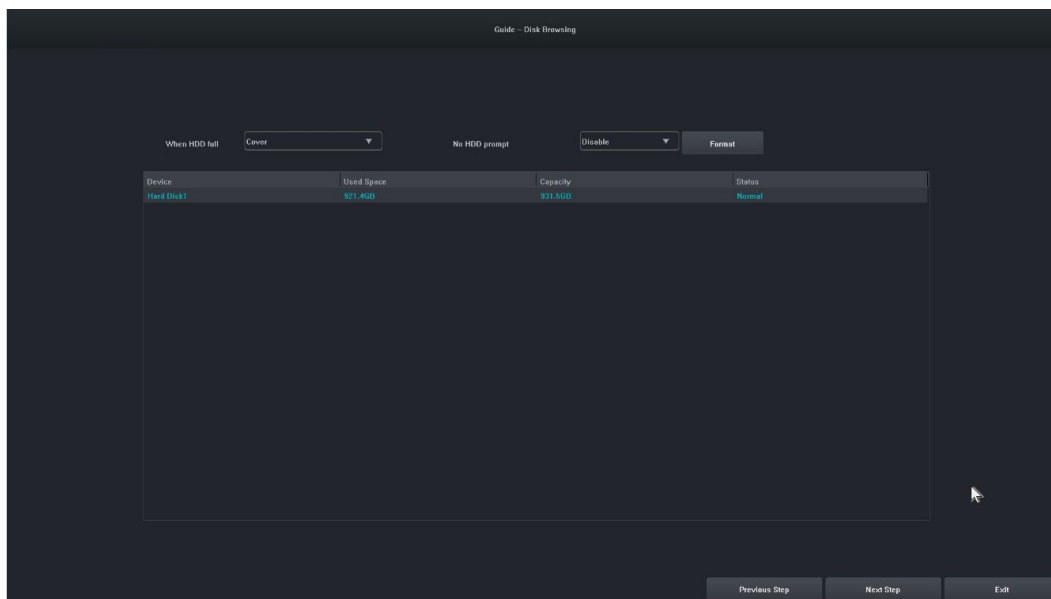 Guide - Disk Browsing
When HDD full Cover No HDD prompt Disable Format
Device Used Space Capacity Status
Hard Disk1 921.4GB 931.5GB Normal
Previous Step Next Step Exit